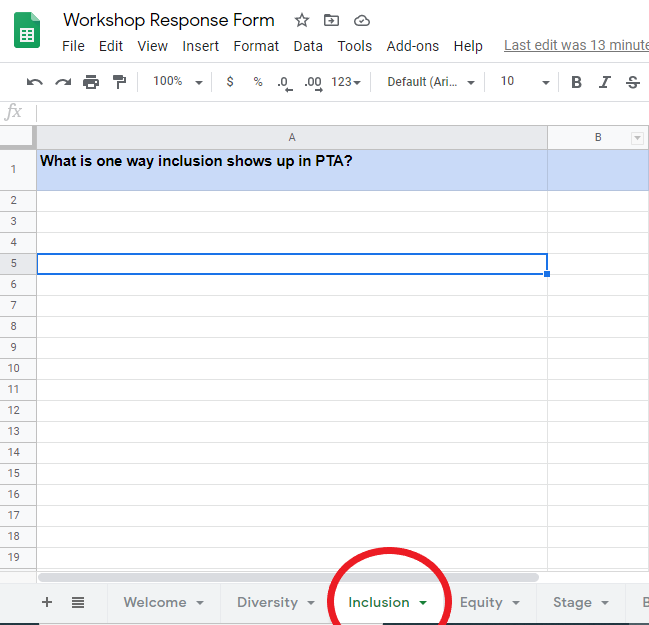 Workshop Response Form
File Edit View Insert Format Data Tools Add-ons Help Last edit was 13 minute
100% $ % .0 .00 123 Default (Ari... 10 B I S
fx
A B
1 What is one way inclusion shows up in PTA?
2
3
4
5
6
7
8
9
10
11
12
13
14
15
16
17
18
19
+ Welcome Diversity Inclusion Equity Stage B